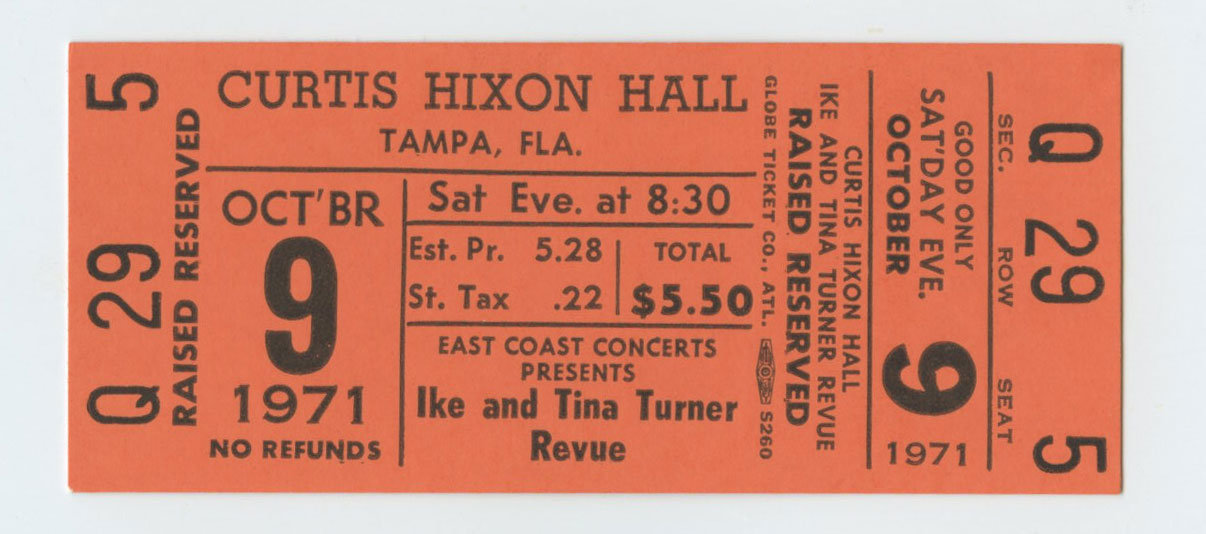 Q 29 5
RAISED RESERVED
CURTIS HIXON HALL
TAMPA, FLA.
OCT'BR
9
1971
NO REFUNDS
Sat Eve. at 8:30
Est. Pr. 5.28
St. Tax .22
TOTAL
$5.50
EAST COAST CONCERTS
PRESENTS
Ike and Tina Turner
Revue
GLOBE TICKET CO., ATL. S260
CURTIS HIXON HALL
IKE AND TINA TURNER REVUE
RAISED RESERVED
GOOD ONLY
SAT'DAY EVE.
OCTOBER
9
1971
SEC. ROW SEAT
Q 29 5